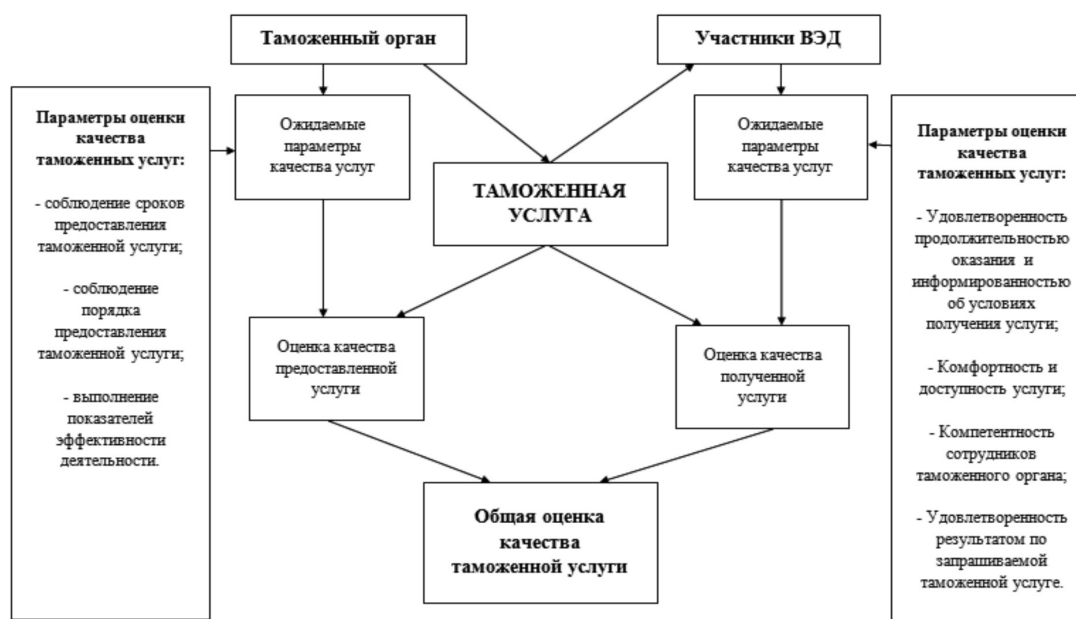 Таможенный орган
Участники ВЭД
Параметры оценки
качества
таможенных услуг:
- соблюдение сроков
предоставления
таможенной услуги;
- соблюдение
порядка
предоставления
таможенной услуги;
- выполнение
показателей
эффективности
деятельности.
Ожидаемые
параметры
качества услуг
ТАМОЖЕННАЯ
УСЛУГА
Ожидаемые
параметры
качества услуг
Параметры оценки
качества
таможенных услуг:
- Удовлетворенность
продолжительностью
оказания и
информированностью
об условиях
получения услуги;
- Комфортность и
доступность услуги;
- Компетентность
сотрудников
таможенного органа;
- Удовлетворенность
результатом по
запрашиваемой
таможенной услуге.
Оценка качества
предоставленной
услуги
Оценка качества
полученной
услуги
Общая оценка
качества
таможенной услуги